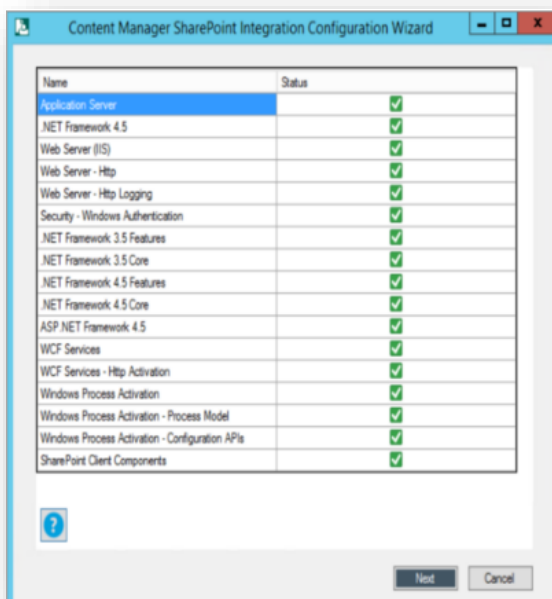 Content Manager SharePoint Integration Configuration Wizard
Name Status
Application Server
.NET Framework 4.5
Web Server (IIS)
Web Server - Http
Web Server - Http Logging
Security - Windows Authentication
.NET Framework 3.5 Features
.NET Framework 3.5 Core
.NET Framework 4.5 Features
.NET Framework 4.5 Core
ASP.NET Framework 4.5
WCF Services
WCF Services - Http Activation
Windows Process Activation
Windows Process Activation - Process Model
Windows Process Activation - Configuration APIs
SharePoint Client Components
?
Next Cancel